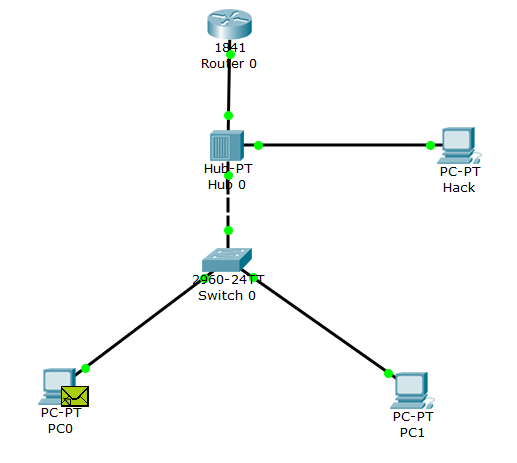 1841
Router 0
Hub-PT
Hub 0
PC-PT
Hack
2960-24TT
Switch 0
PC-PT
PC0
PC-PT
PC1